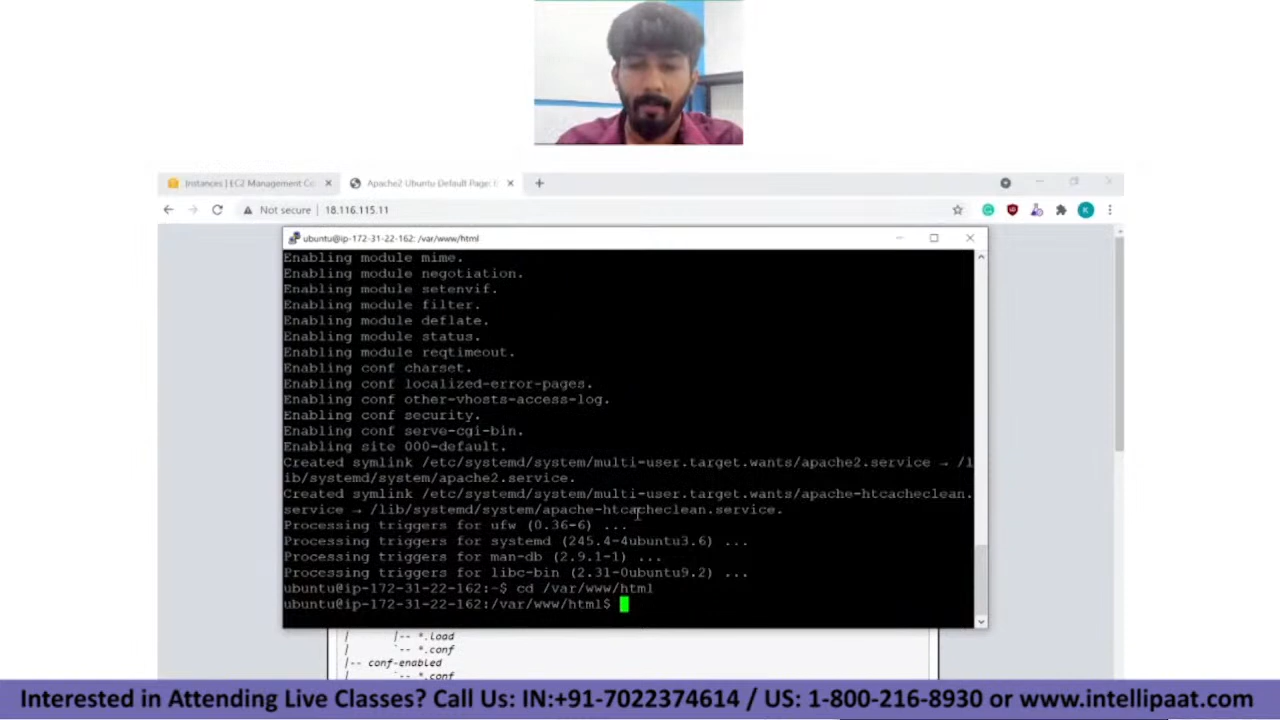 Instances | EC2 Management Co
Apache2 Ubuntu Default Page: I
Not secure | 18.116.115.11
ubuntu@ip-172-31-22-162: /var/www/html
Enabling module mime.
Enabling module negotiation.
Enabling module setenvif.
Enabling module filter.
Enabling module deflate.
Enabling module status.
Enabling module reqtimeout.
Enabling conf charset.
Enabling conf localized-error-pages.
Enabling conf other-vhosts-access-log.
Enabling conf security.
Enabling conf serve-cgi-bin.
Enabling site 000-default.
Created symlink /etc/systemd/system/multi-user.target.wants/apache2.service → /l
ib/systemd/system/apache2.service.
Created symlink /etc/systemd/system/multi-user.target.wants/apache-htcacheclean.
service → /lib/systemd/system/apache-htcacheclean.service.
Processing triggers for ufw (0.36-6) ...
Processing triggers for systemd (245.4-4ubuntu3.6) ...
Processing triggers for man-db (2.9.1-1) ...
Processing triggers for libc-bin (2.31-0ubuntu9.2) ...
ubuntu@ip-172-31-22-162:~$ cd /var/www/html
ubuntu@ip-172-31-22-162:/var/www/html$
|       |-- *.load
|       `-- *.conf
|-- conf-enabled
|       `-- *.conf
Interested in Attending Live Classes? Call Us: IN:+91-7022374614 / US: 1-800-216-8930 or www.intellipaat.com